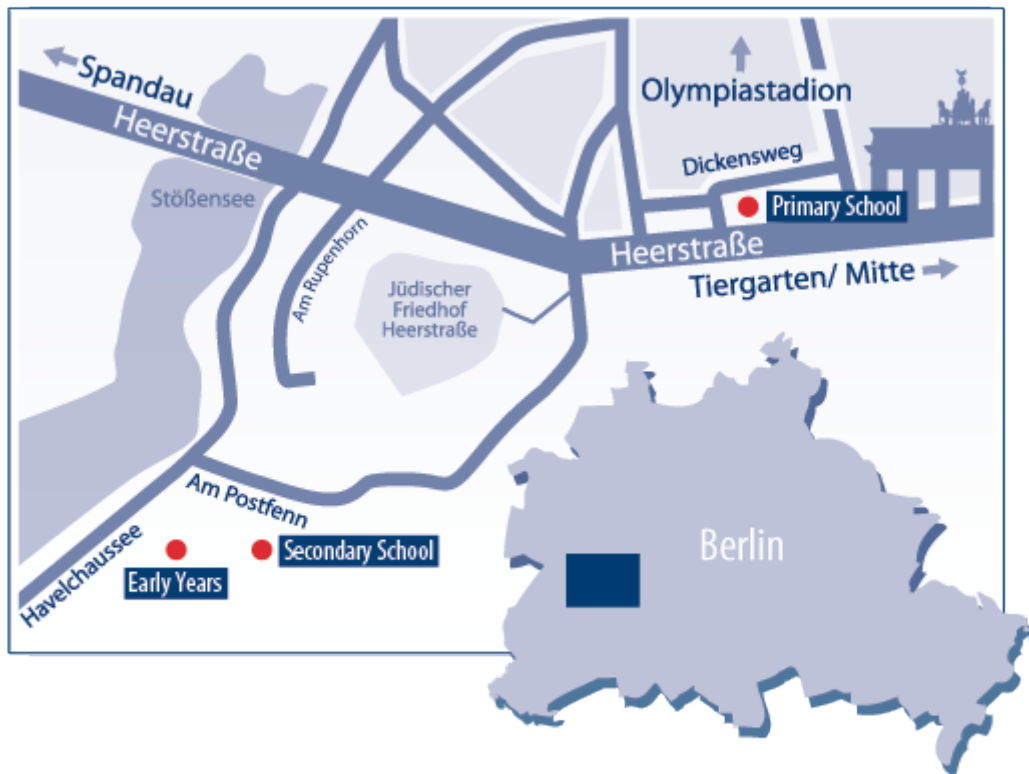 Spandau
Heerstraße
Olympiastadion
Dickensweg
Stößensee
Primary School
Am Rupenhorn
Heerstraße
Tiergarten/ Mitte
Jüdischer
Friedhof
Heerstraße
Am Postfenn
Havelchaussee
Secondary School
Early Years
Berlin